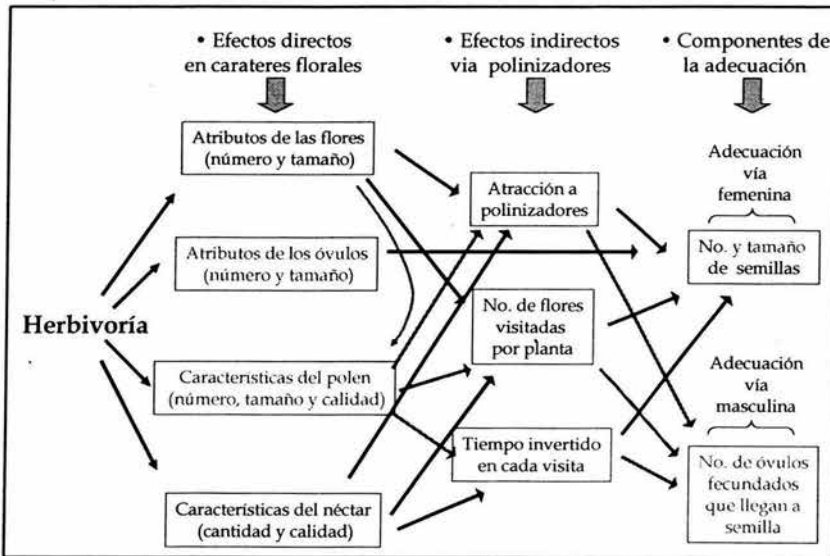 • Efectos directos
en carateres florales
• Efectos indirectos
via polinizadores
• Componentes de
la adecuación
Atributos de las flores
(número y tamaño)
Atributos de los óvulos
(número y tamaño)
Herbivoría
Características del polen
(número, tamaño y calidad)
Características del néctar
(cantidad y calidad)
Atracción a
polinizadores
No. de flores
visitadas
por planta
Tiempo invertido
en cada visita
Adecuación
vía
femenina
No. y tamaño
de semillas
Adecuación
vía
masculina
No. de óvulos
fecundados
que llegan a
semilla